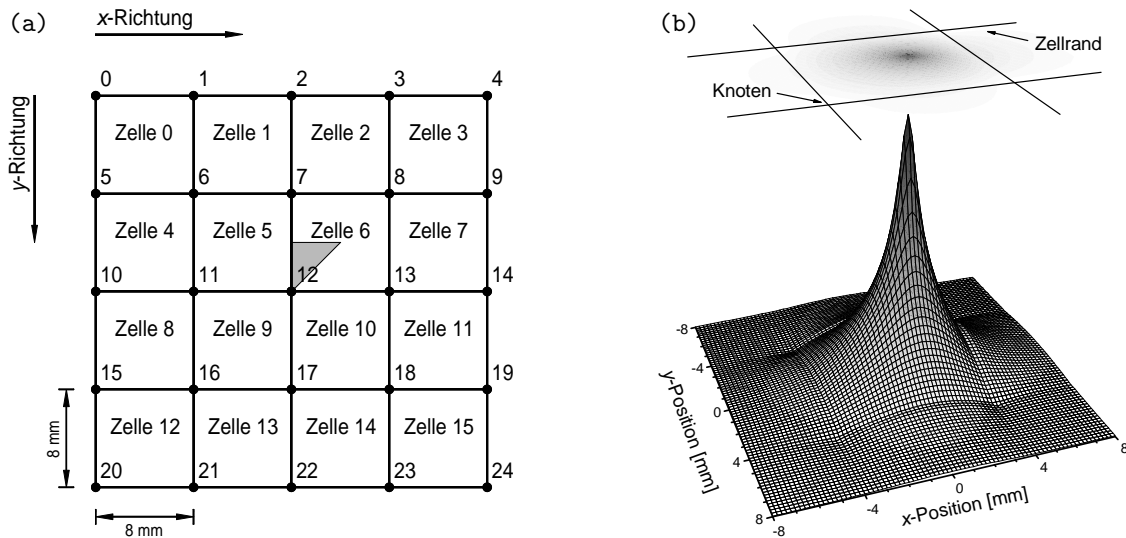 (a)
x-Richtung
y-Richtung
0 1 2 3 4
Zelle 0 Zelle 1 Zelle 2 Zelle 3
5 6 7 8 9
Zelle 4 Zelle 5 Zelle 6 Zelle 7
10 11 12 13 14
Zelle 8 Zelle 9 Zelle 10 Zelle 11
15 16 17 18 19
8 mm
Zelle 12 Zelle 13 Zelle 14 Zelle 15
20 21 22 23 24
8 mm
(b)
Zellrand
Knoten
-8
-4
0
4
8
y-Position [mm]
-8 -4 0 4 8
x-Position [mm]